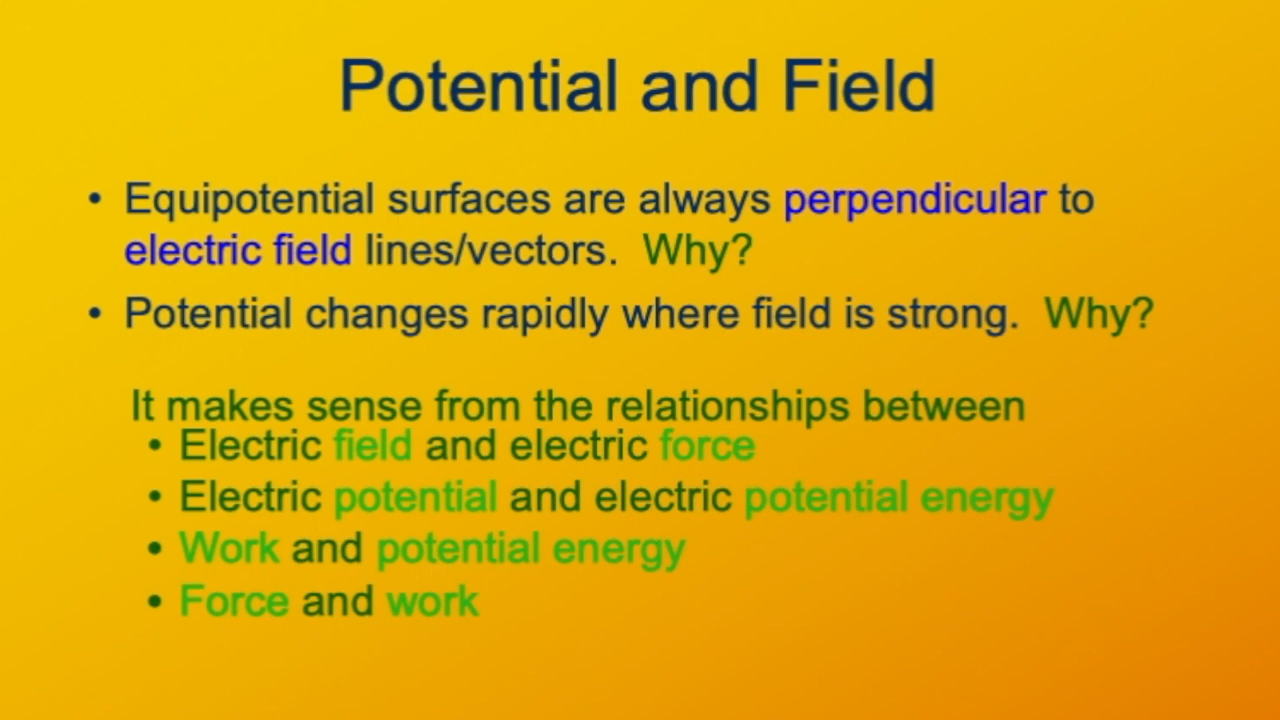 Potential and Field
• Equipotential surfaces are always perpendicular to
electric field lines/vectors. Why?
• Potential changes rapidly where field is strong. Why?
It makes sense from the relationships between
• Electric field and electric force
• Electric potential and electric potential energy
• Work and potential energy
• Force and work